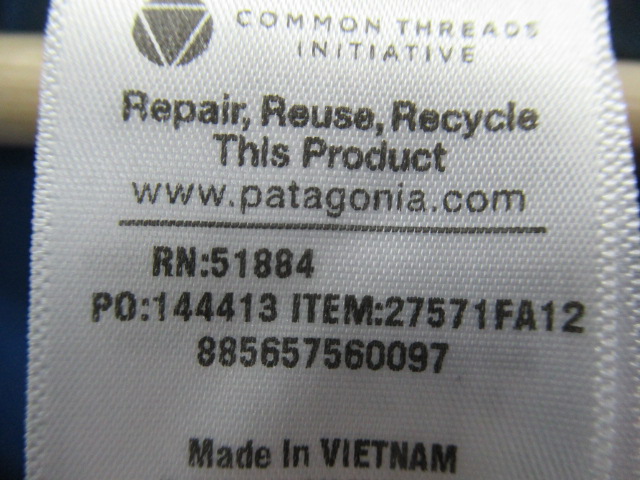 COMMON THREADS
INITIATIVE
Repair, Reuse, Recycle
This Product
www.patagonia.com
RN:51884
PO:144413 ITEM:27571FA12
885657560097
Made In VIETNAM